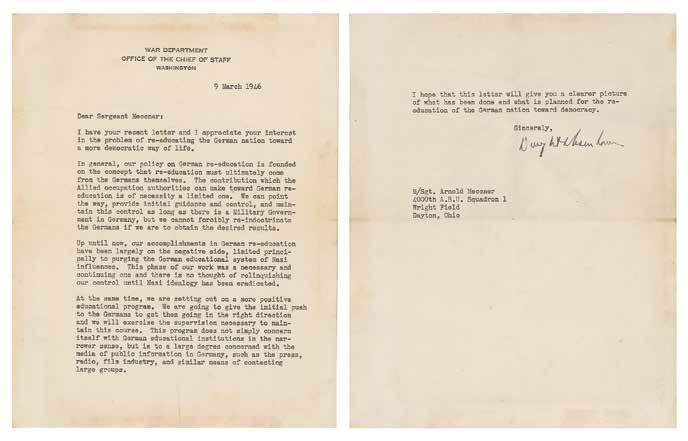 WAR DEPARTMENT
OFFICE OF THE CHIEF OF STAFF
WASHINGTON
9 March 1946
Dear Sergeant Messner:
I have your recent letter and I appreciate your interest
in the problem of re-educating the German nation toward
a more democratic way of life.
In general, our policy on German re-education is founded
on the concept that re-education must ultimately come
from the Germans themselves. The contribution which the
Allied occupation authorities can make toward German re-
education is of necessity a limited one. We can point
the way, provide initial guidance and control, and main-
tain this control as long as there is a Military Govern-
ment in Germany, but we cannot forcibly re-indoctrinate
the Germans if we are to obtain the desired results.
Up until now, our accomplishments in German re-education
have been largely on the negative side, limited princi-
pally to purging the German educational system of Nazi
influences. This phase of our work was a necessary and
continuing one and there is no thought of relinquishing
our control until Nazi idealogy has been eradicated.
At the same time, we are setting out on a more positive
educational program. We are going to give the initial push
to the Germans to get them going in the right direction
and we will exercise the supervision necessary to main-
tain this course. This program does not simply concern
itself with German educational institutions in the nar-
rower sense, but is to a large degree concerned with the
media of public information in Germany, such as the press,
radio, film industry, and similar means of contacting
large groups.
I hope that this letter will give you a clearer picture
of what has been done and what is planned for the re-
education of the German nation toward democracy.
Sincerely,
Dwight D. Eisenhower
M/Sgt. Arnold Messner
4000th A.B.U. Squadron 1
Wright Field
Dayton, Ohio